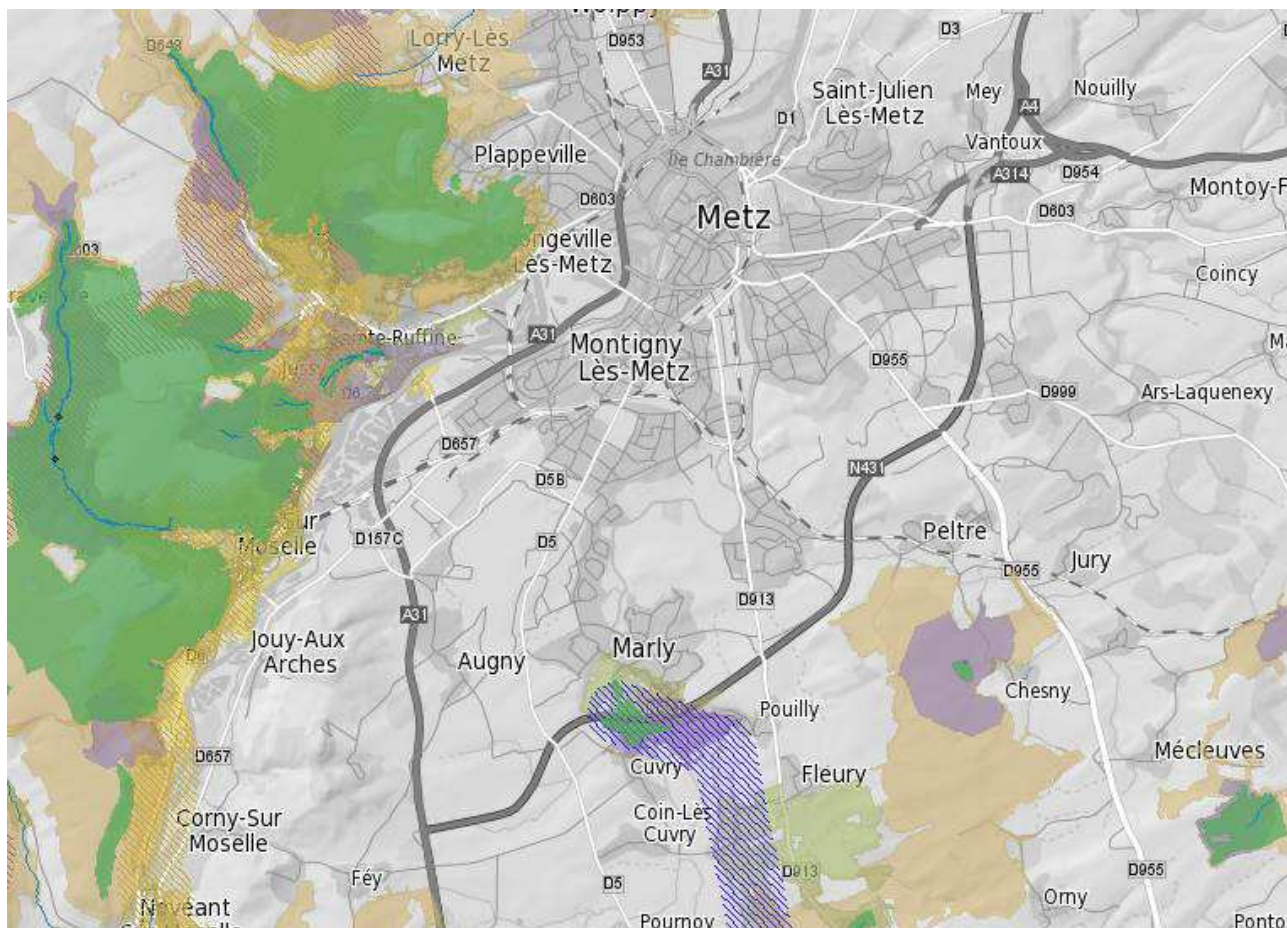 Woippy
D643
Lorry-Lès
Metz
D953
A31
D3
Saint-Julien
Lès-Metz
Mey
Nouilly
A4
D1
Vantoux
Plappeville
Île Chambière
A314
D954
D603
Metz
D603
Longeville
Lès-Metz
Montoy-F
Coincy
A31
Montigny
Lès-Metz
D955
D999
Ars-Laquenexy
D657
N431
D5B
D157C
D5
Moselle
Peltre
D955
Jury
D913
A31
Jouy-Aux
Arches
Augny
Marly
Chesny
Pouilly
D657
Cuvry
Fleury
Mécleuves
Corny-Sur
Moselle
Coin-Lès
Cuvry
Féy
D5
D913
D955
Orny
Novéant
Pournoy
Ponto